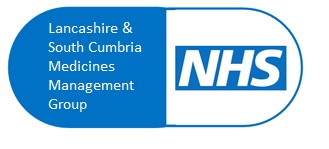 Lancashire &
South Cumbria
Medicines
Management
Group
NHS